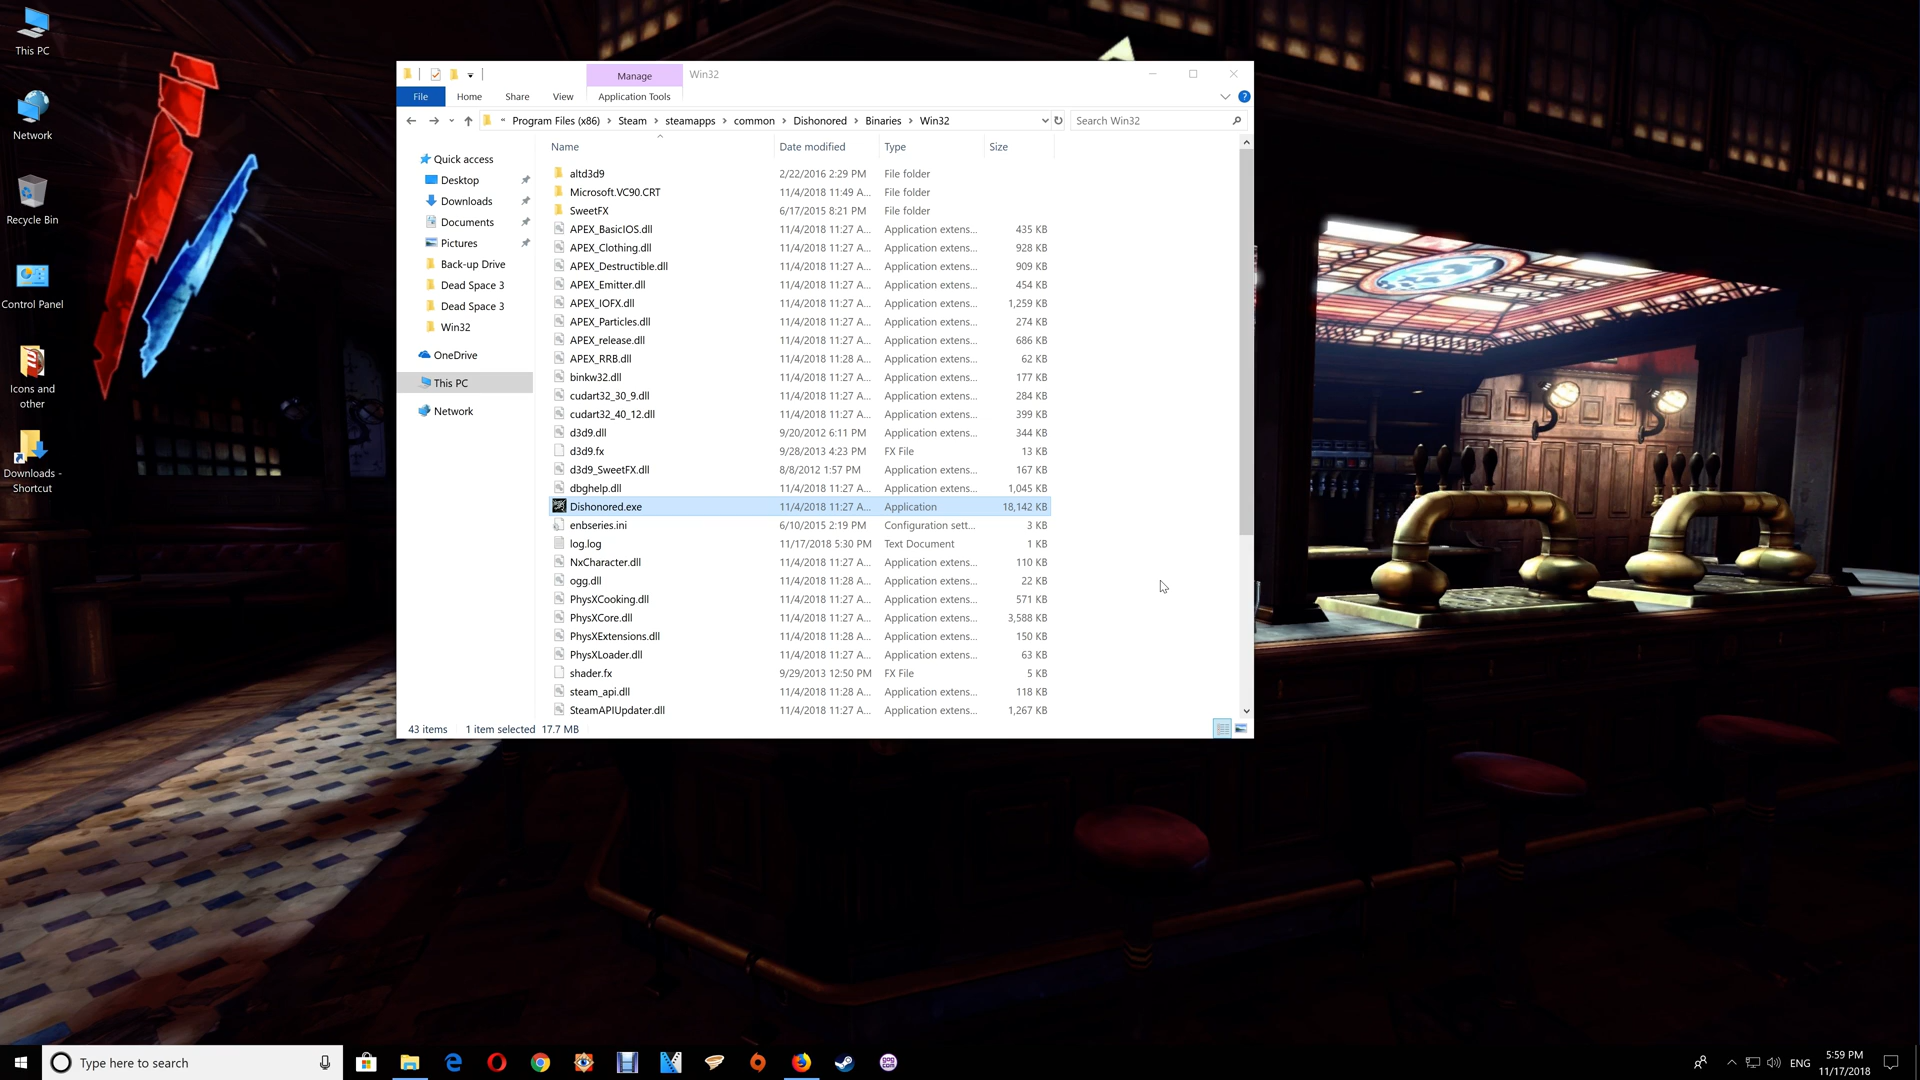 This PC
Network
Recycle Bin
Control Panel
Icons and
other
Downloads -
Shortcut
Manage
Win32
File
Home
Share
View
Application Tools
« Program Files (x86) > Steam > steamapps > common > Dishonored > Binaries > Win32
Search Win32
Quick access
Desktop
Downloads
Documents
Pictures
Back-up Drive
Dead Space 3
Dead Space 3
Win32
OneDrive
This PC
Network
Name Date modified Type Size
altd3d9 2/22/2016 2:29 PM File folder
Microsoft.VC90.CRT 11/4/2018 11:49 A... File folder
SweetFX 6/17/2015 8:21 PM File folder
APEX_BasicIOS.dll 11/4/2018 11:27 A... Application extens... 435 KB
APEX_Clothing.dll 11/4/2018 11:27 A... Application extens... 928 KB
APEX_Destructible.dll 11/4/2018 11:27 A... Application extens... 909 KB
APEX_Emitter.dll 11/4/2018 11:27 A... Application extens... 454 KB
APEX_IOFX.dll 11/4/2018 11:27 A... Application extens... 1,259 KB
APEX_Particles.dll 11/4/2018 11:27 A... Application extens... 274 KB
APEX_release.dll 11/4/2018 11:27 A... Application extens... 686 KB
APEX_RRB.dll 11/4/2018 11:28 A... Application extens... 62 KB
binkw32.dll 11/4/2018 11:27 A... Application extens... 177 KB
cudart32_30_9.dll 11/4/2018 11:27 A... Application extens... 284 KB
cudart32_40_12.dll 11/4/2018 11:27 A... Application extens... 399 KB
d3d9.dll 9/20/2012 6:11 PM Application extens... 344 KB
d3d9.fx 9/28/2013 4:23 PM FX File 13 KB
d3d9_SweetFX.dll 8/8/2012 1:57 PM Application extens... 167 KB
dbghelp.dll 11/4/2018 11:27 A... Application extens... 1,045 KB
Dishonored.exe 11/4/2018 11:27 A... Application 18,142 KB
enbseries.ini 6/10/2015 2:19 PM Configuration sett... 3 KB
log.log 11/17/2018 5:30 PM Text Document 1 KB
NxCharacter.dll 11/4/2018 11:27 A... Application extens... 110 KB
ogg.dll 11/4/2018 11:28 A... Application extens... 22 KB
PhysXCooking.dll 11/4/2018 11:27 A... Application extens... 571 KB
PhysXCore.dll 11/4/2018 11:27 A... Application extens... 3,588 KB
PhysXExtensions.dll 11/4/2018 11:28 A... Application extens... 150 KB
PhysXLoader.dll 11/4/2018 11:27 A... Application extens... 63 KB
shader.fx 9/29/2013 12:50 PM FX File 5 KB
steam_api.dll 11/4/2018 11:28 A... Application extens... 118 KB
SteamAPIUpdater.dll 11/4/2018 11:27 A... Application extens... 1,267 KB
43 items 1 item selected 17.7 MB
Type here to search
GOG
COM
ENG
5:59 PM
11/17/2018